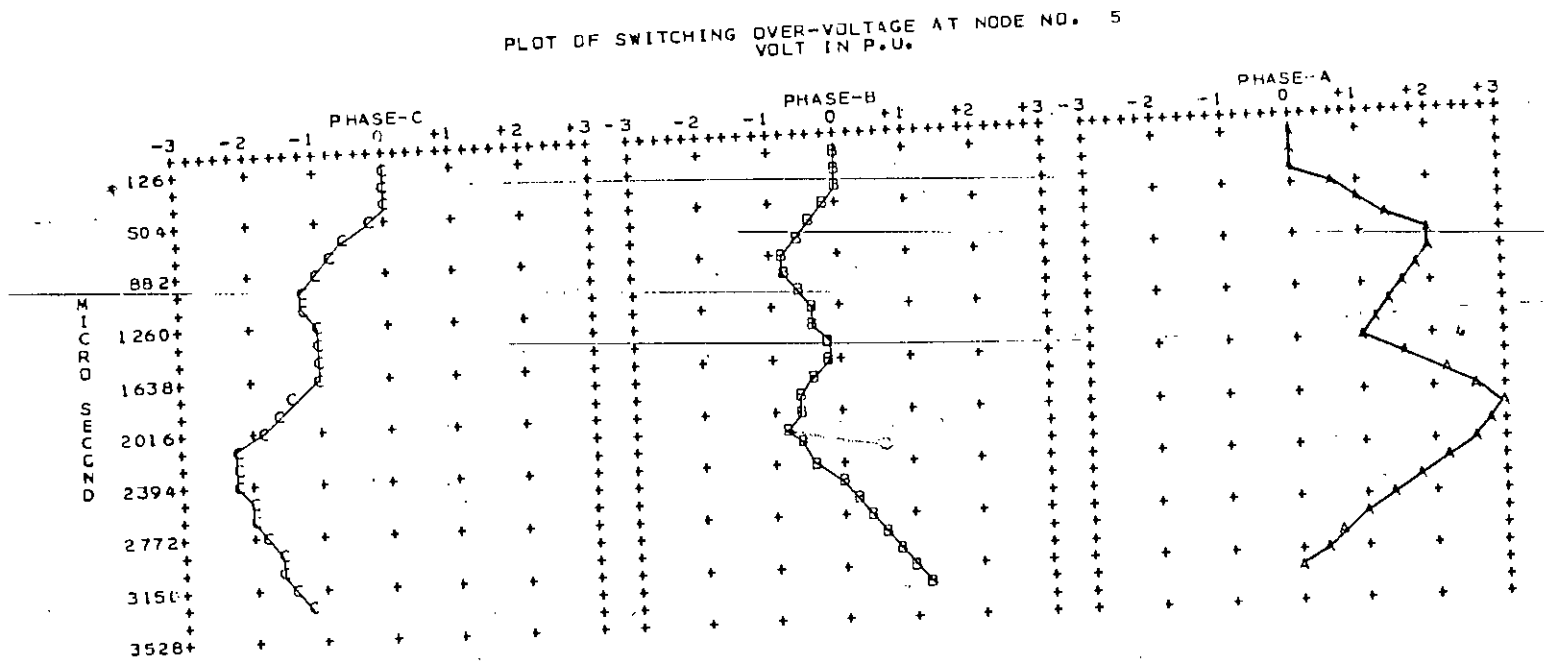 PLOT OF SWITCHING OVER-VOLTAGE AT NODE NO. 5
VOLT IN P.U.
PHASE-C PHASE-B PHASE-A
-3 -2 -1 0 +1 +2 +3 -3 -2 -1 0 +1 +2 +3 -3 -2 -1 0 +1 +2 +3
126+
504+
882+
1260+
1638+
2016+
2394+
2772+
3150+
3528+
MICRO SECOND